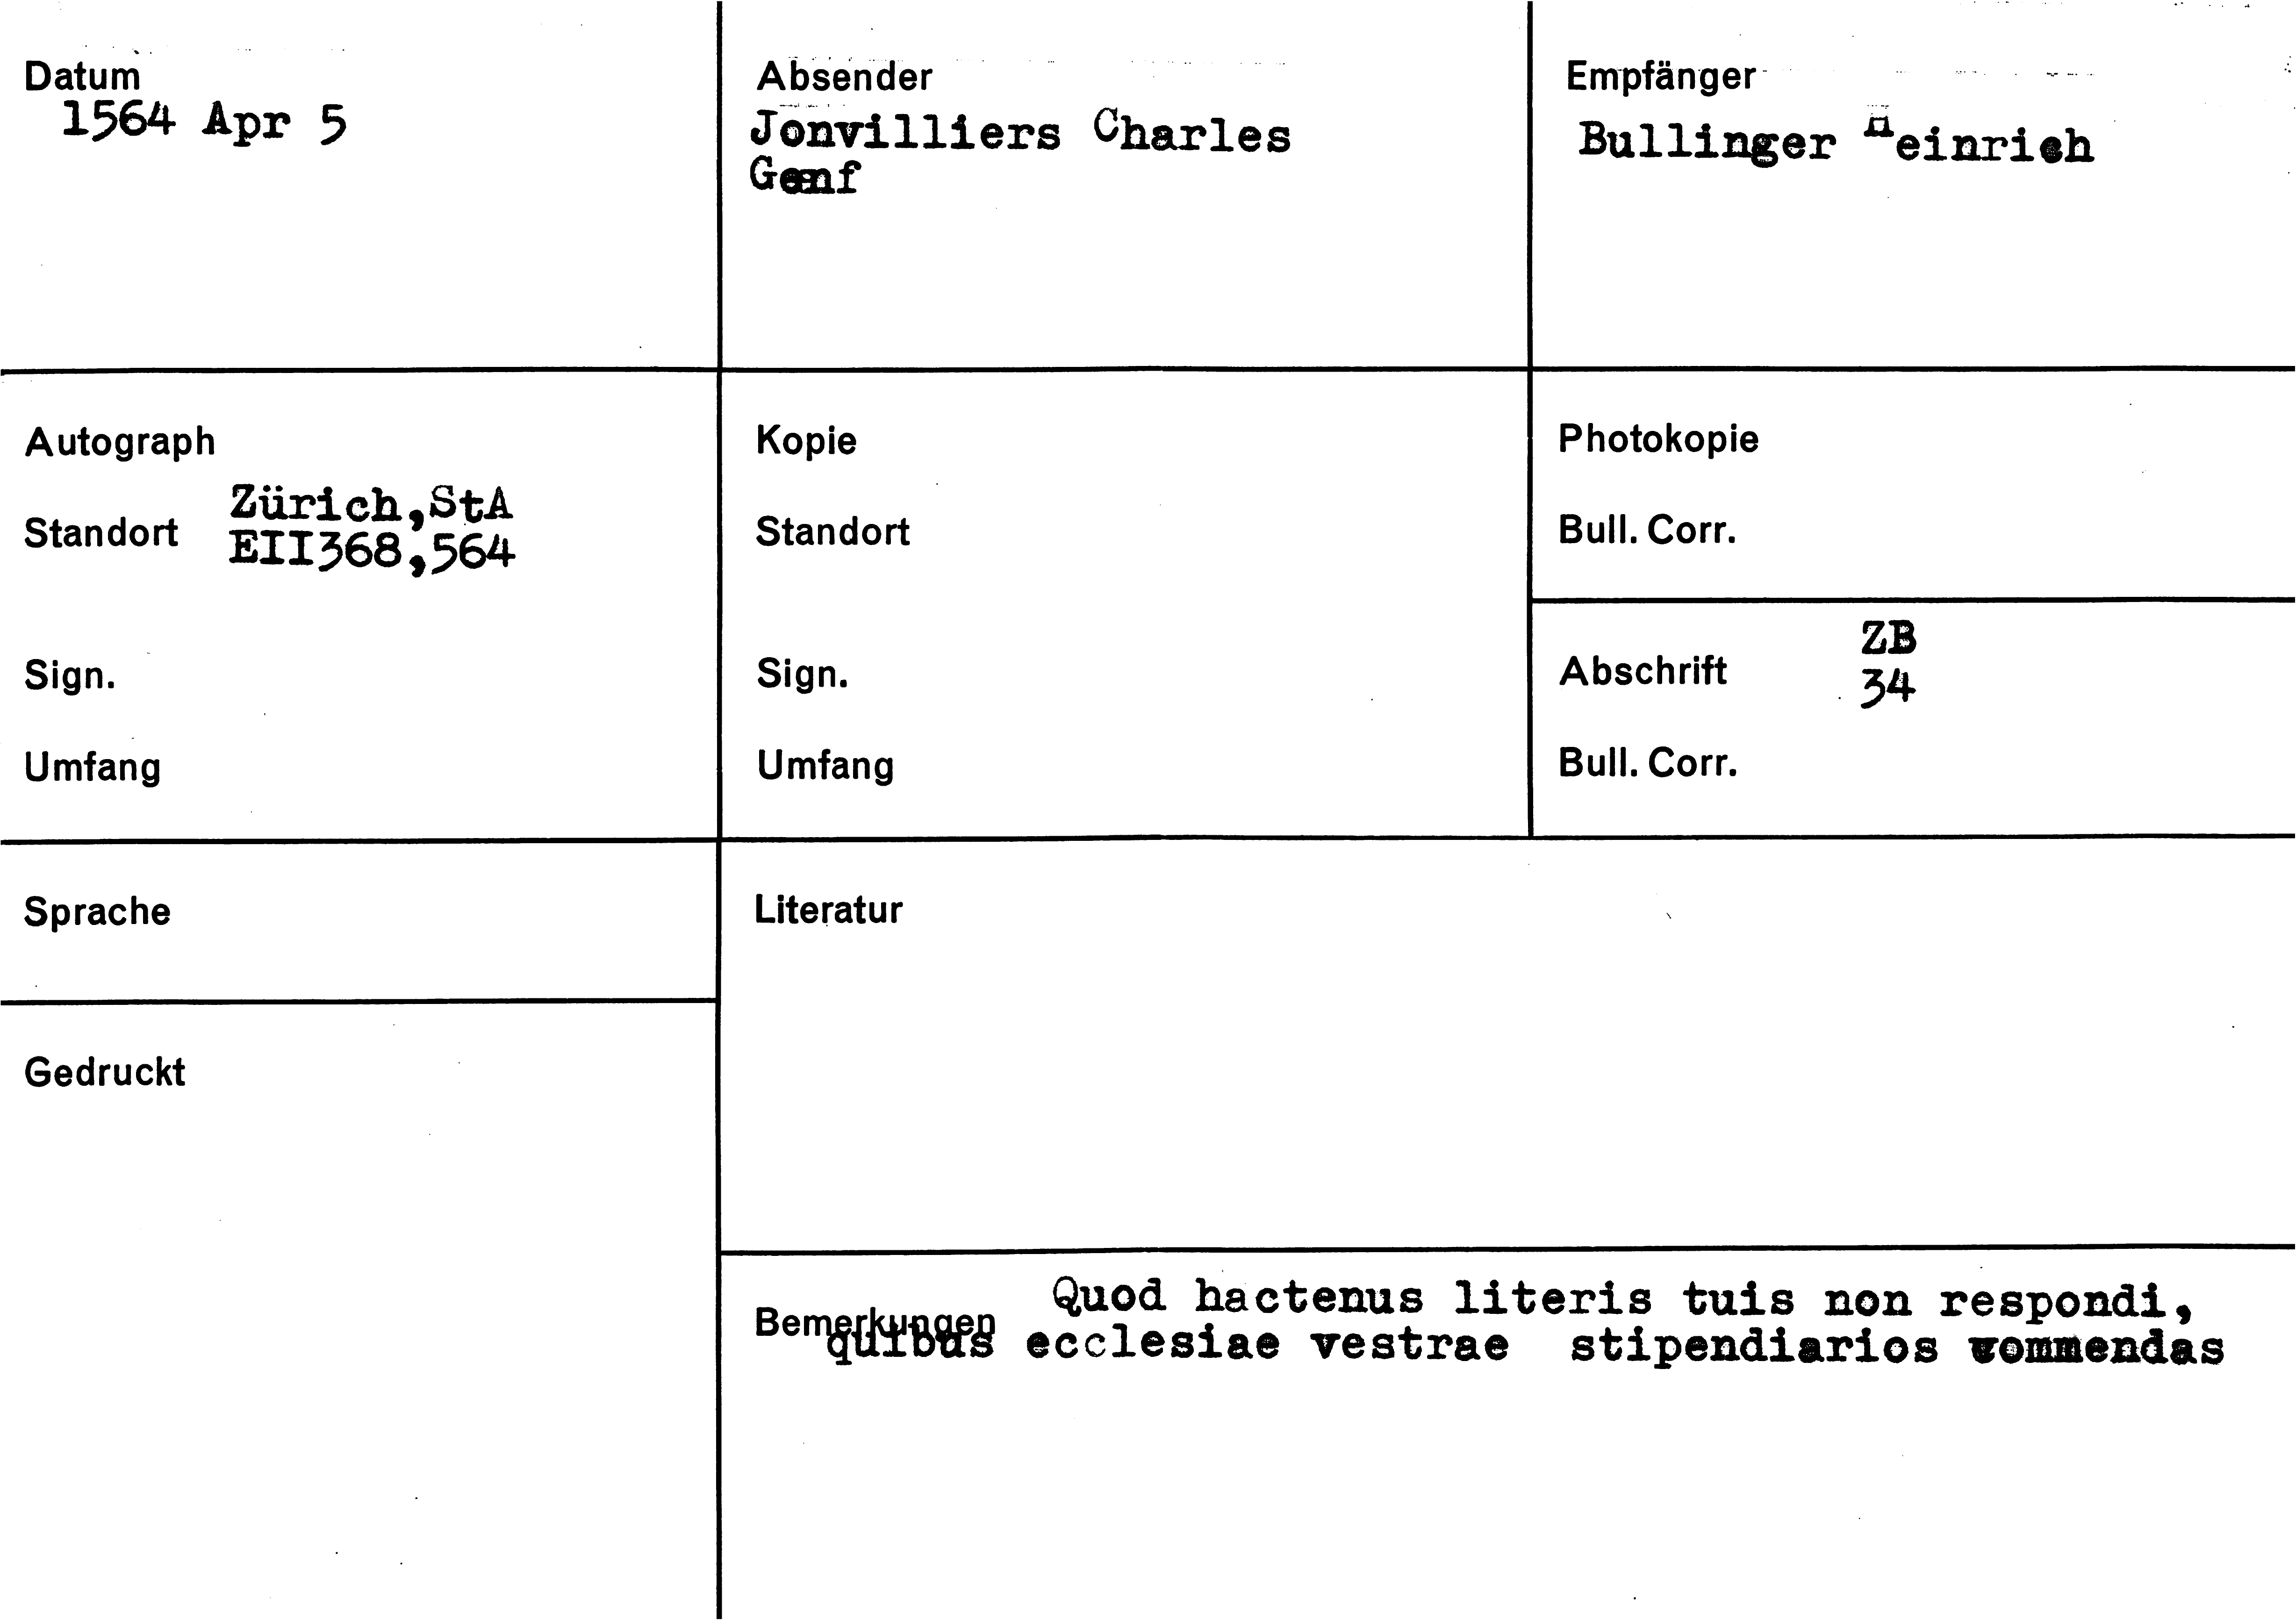 Datum
1564 Apr 5
Absender
Jonvilliers Charles
Genf
Empfänger
Bullinger Heinrich
Autograph
Standort
Zürich,StA
EII368,564
Sign.
Umfang
Kopie
Standort
Sign.
Umfang
Photokopie
Bull. Corr.
Abschrift
ZB
34
Bull. Corr.
Sprache
Gedruckt
Literatur
Bemerkungen
Quod hactenus literis tuis non respondi,
quibus ecclesiae vestrae stipendiarios commendas